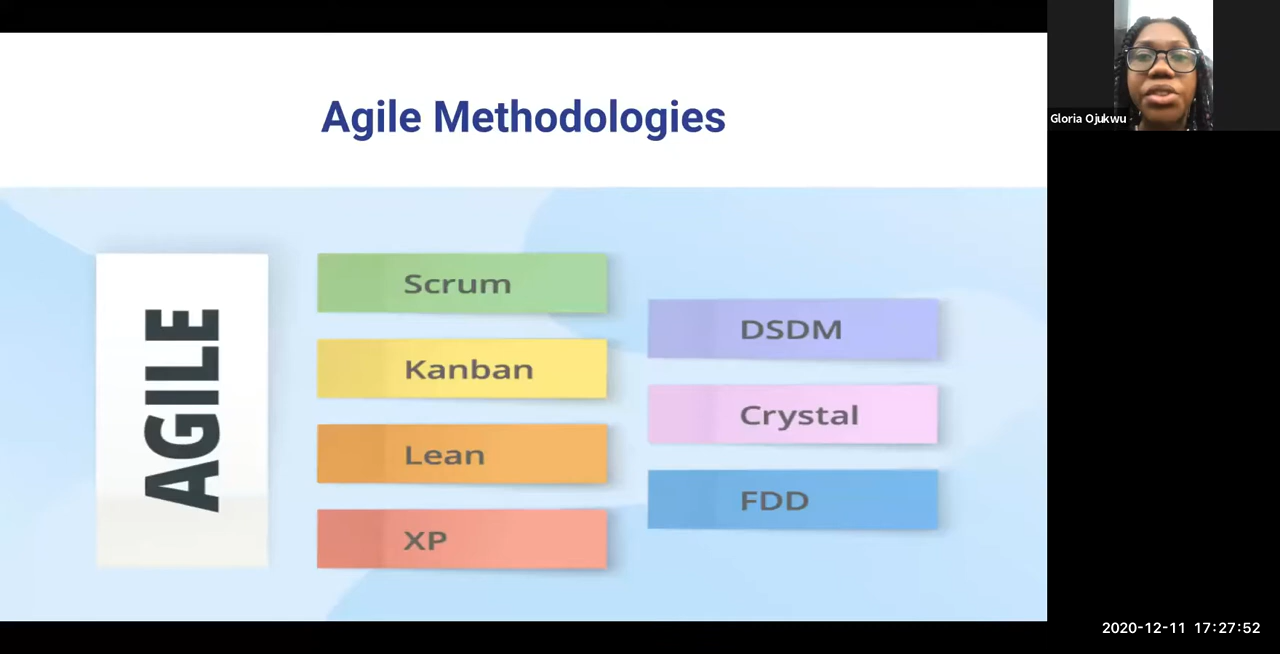 Agile Methodologies
AGILE
Scrum
Kanban
Lean
XP
DSDM
Crystal
FDD
Gloria Ojukwu
2020-12-11 17:27:52